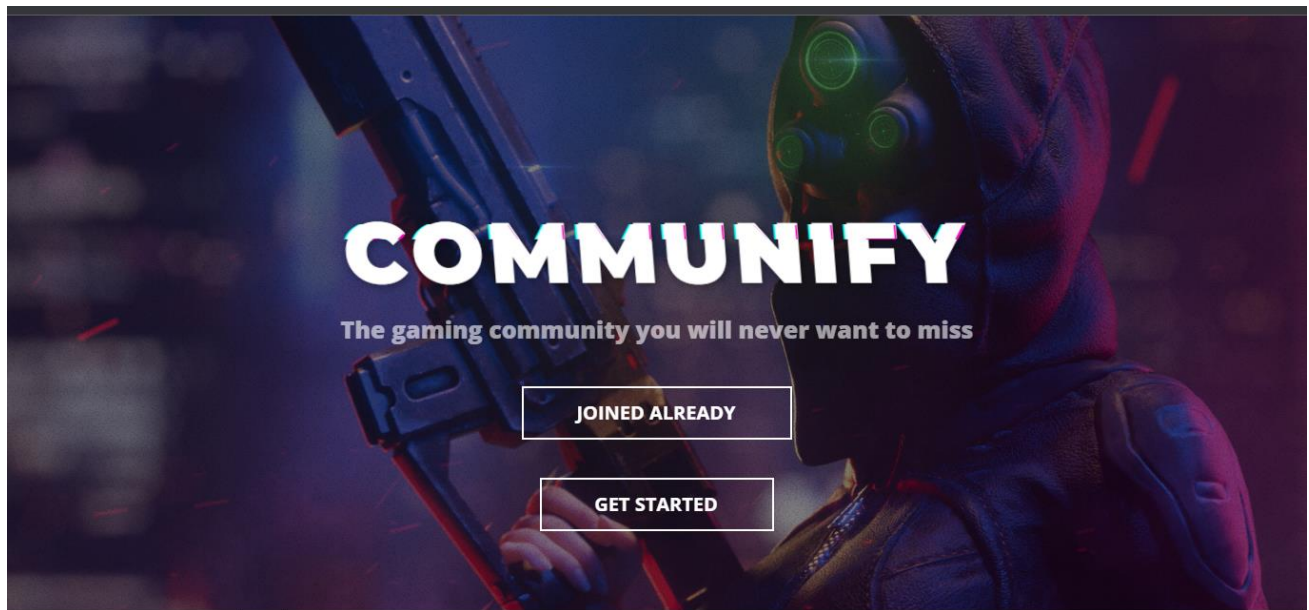 COMMUNIFY
The gaming community you will never want to miss
JOINED ALREADY
GET STARTED